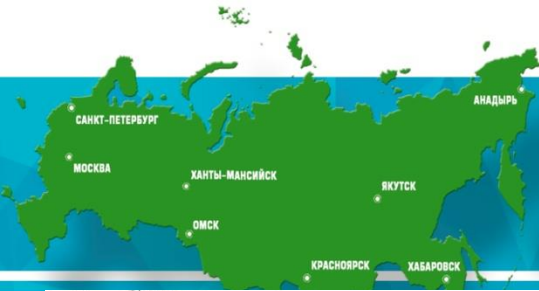 АНАДЫРЬ
САНКТ-ПЕТЕРБУРГ
МОСКВА
ХАНТЫ-МАНСИЙСК
ЯКУТСК
ОМСК
КРАСНОЯРСК
ХАБАРОВСК